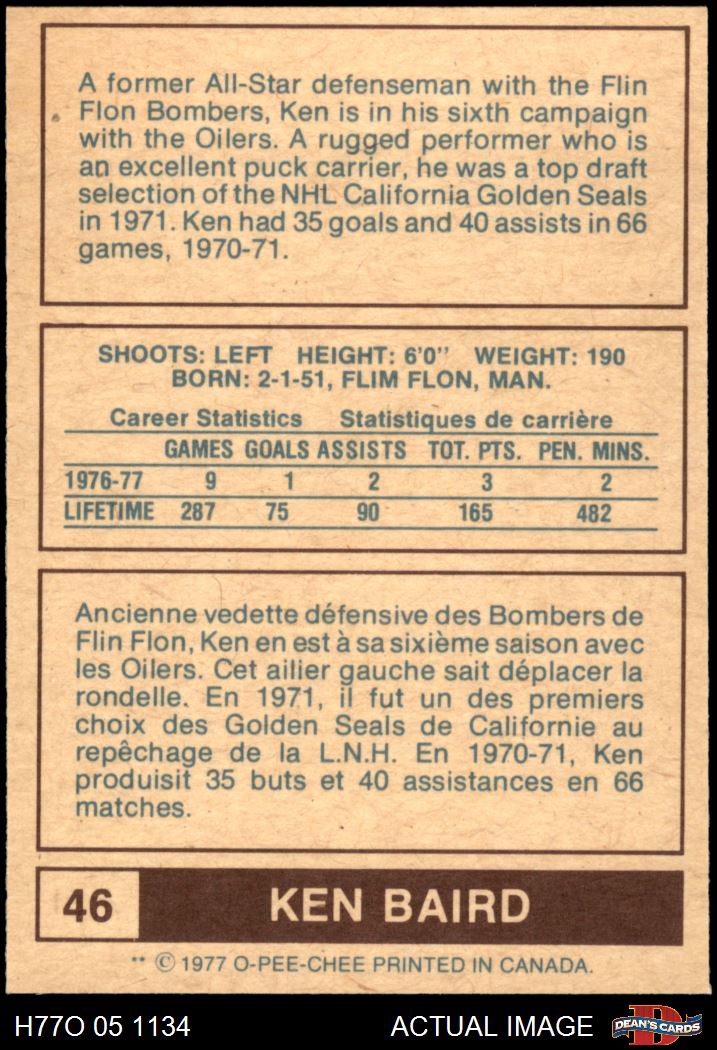 A former All-Star defenseman with the Flin
Flon Bombers, Ken is in his sixth campaign
with the Oilers. A rugged performer who is
an excellent puck carrier, he was a top draft
selection of the NHL California Golden Seals
in 1971. Ken had 35 goals and 40 assists in 66
games, 1970-71.
SHOOTS: LEFT HEIGHT: 6'0" WEIGHT: 190
BORN: 2-1-51, FLIM FLON, MAN.
Career Statistics Statistiques de carrière
GAMES GOALS ASSISTS TOT. PTS. PEN. MINS.
1976-77 9 1 2 3 2
LIFETIME 287 75 90 165 482
Ancienne vedette défensive des Bombers de
Flin Flon, Ken en est à sa sixième saison avec
les Oilers. Cet ailier gauche sait déplacer la
rondelle. En 1971, il fut un des premiers
choix des Golden Seals de Californie au
repêchage de la L.N.H. En 1970-71, Ken
produisit 35 buts et 40 assistances en 66
matches.
46 KEN BAIRD
** © 1977 O-PEE-CHEE PRINTED IN CANADA.
H77O 05 1134 ACTUAL IMAGE D DEAN'S CARDS